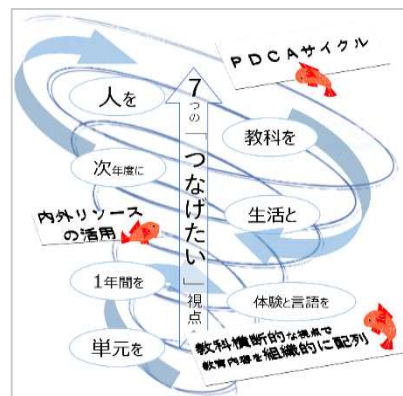 PDCAサイクル
人を
7つの「つなげたい」視点
教科を
次年度に
生活と
内外リソース
の活用
1年間を
体験と言語を
単元を
教科横断的な視点で
教育内容を組織的に配列